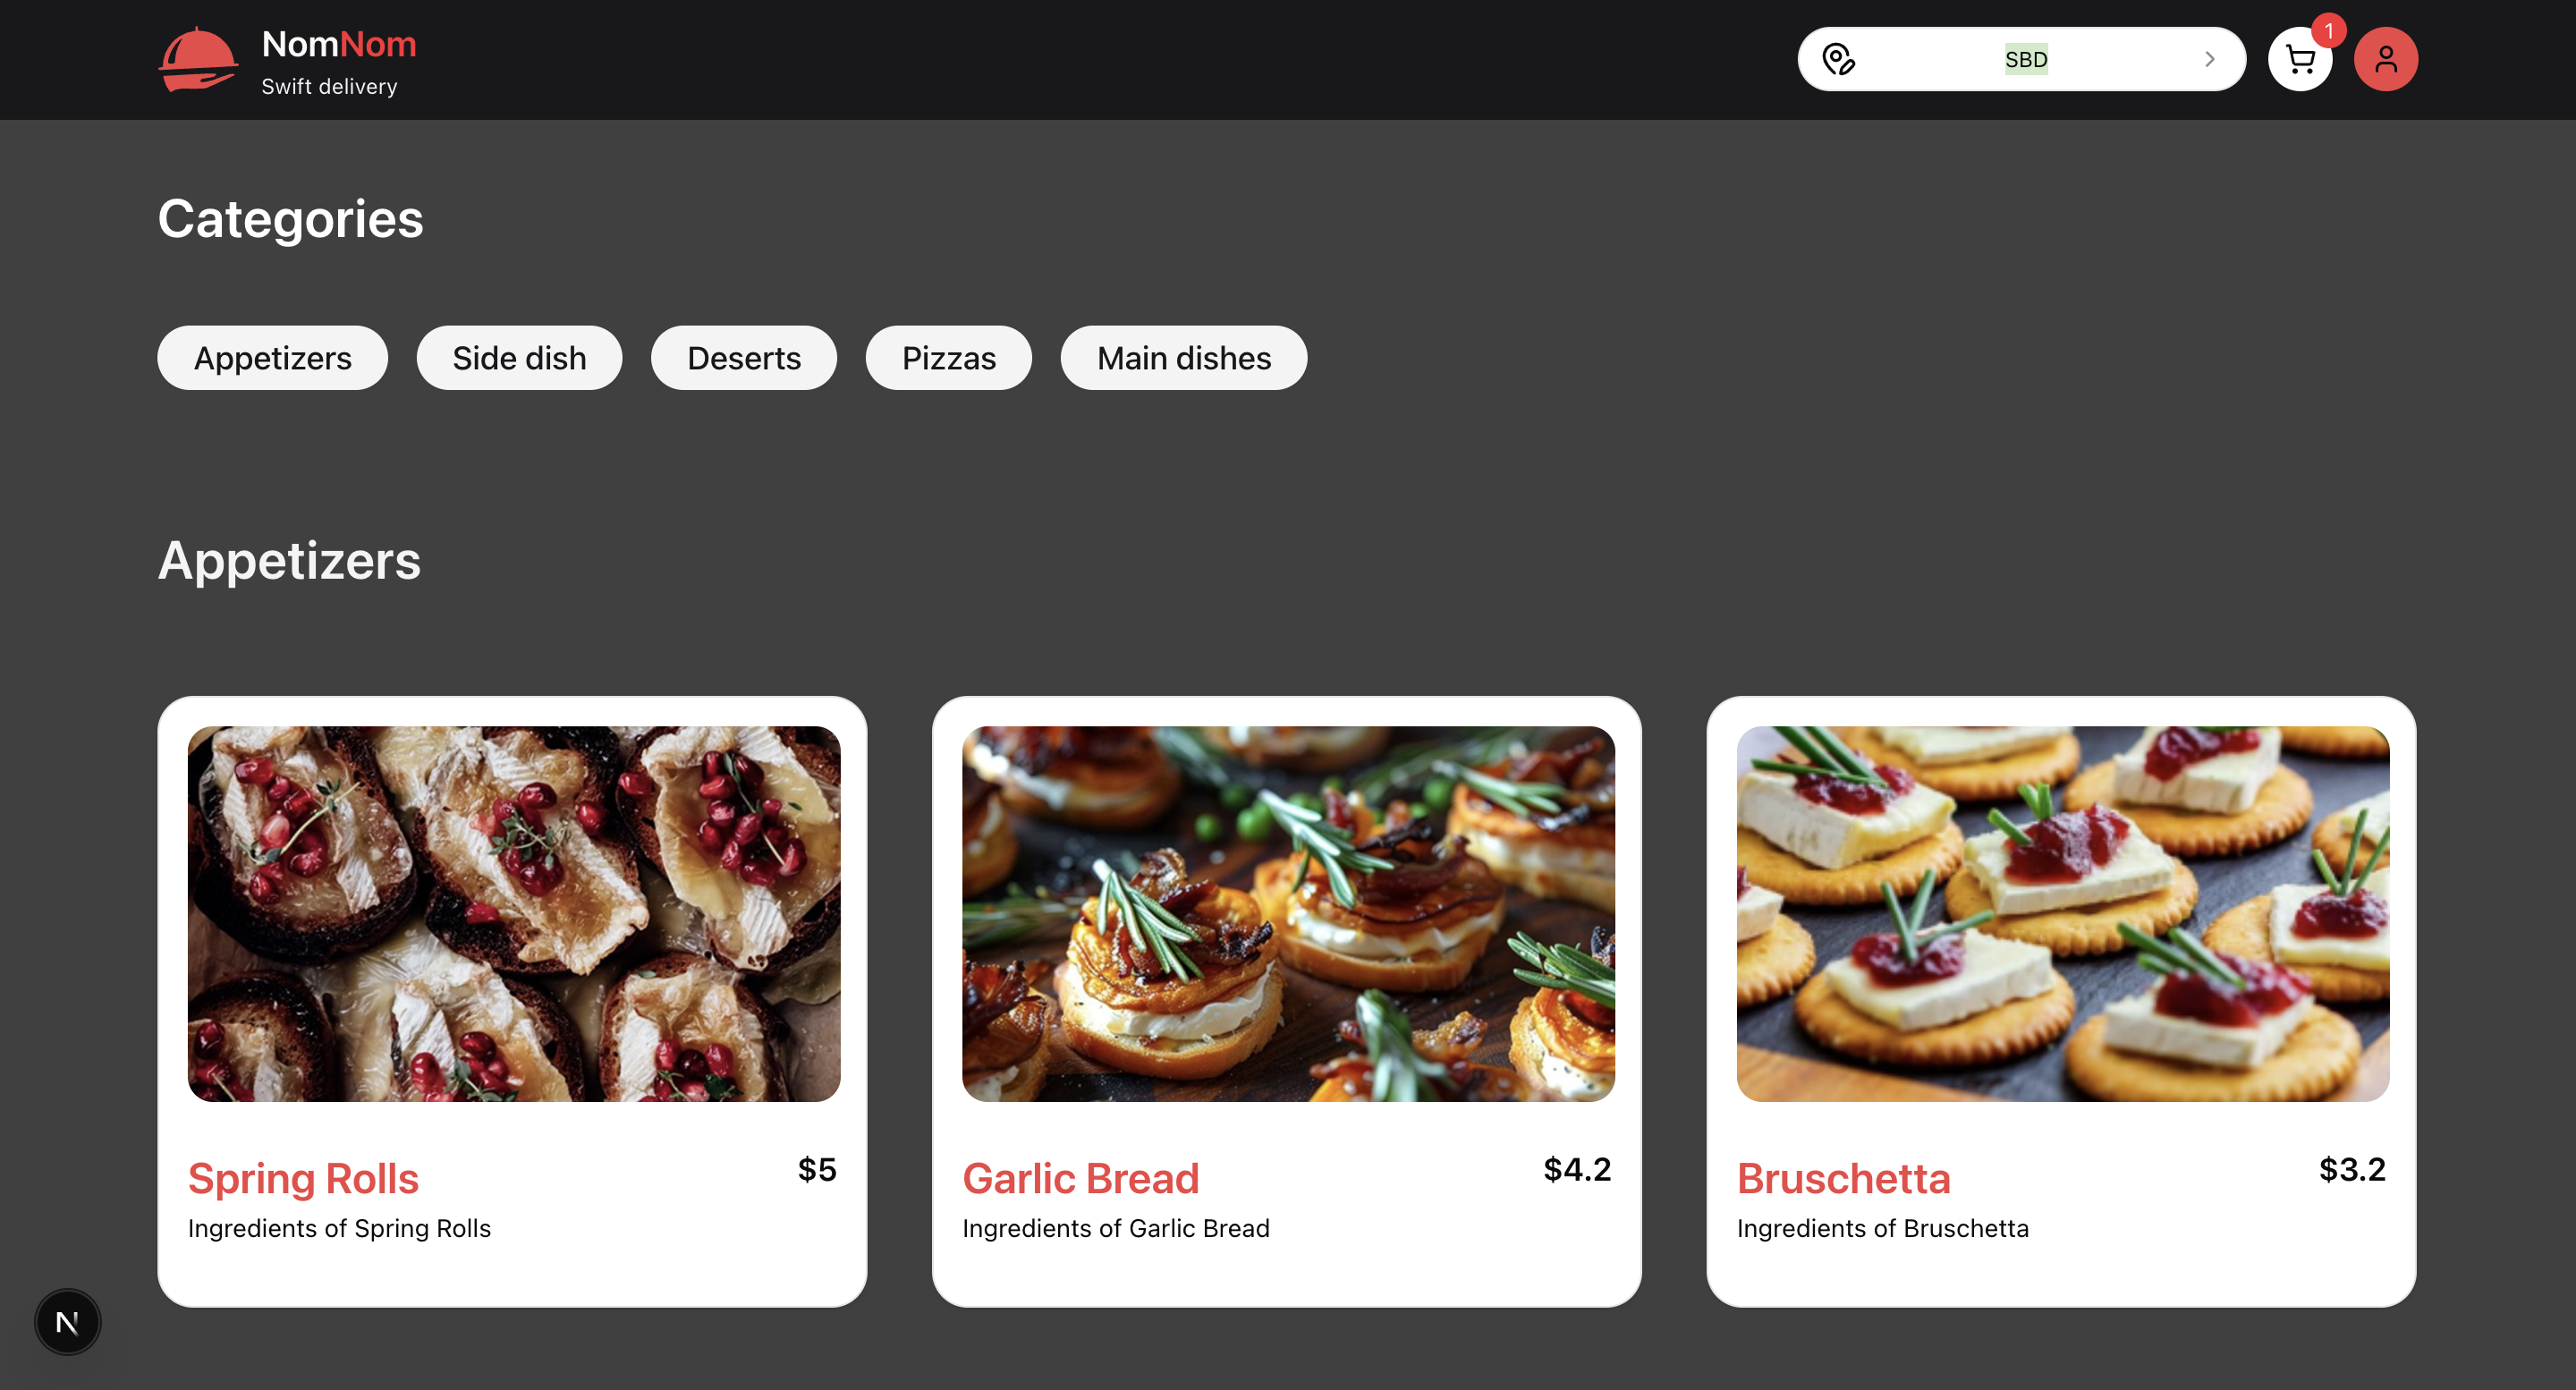 NomNom
Swift delivery
SBD
1
Categories
Appetizers
Side dish
Deserts
Pizzas
Main dishes
Appetizers
Spring Rolls
$5
Ingredients of Spring Rolls
Garlic Bread
$4.2
Ingredients of Garlic Bread
Bruschetta
$3.2
Ingredients of Bruschetta
N